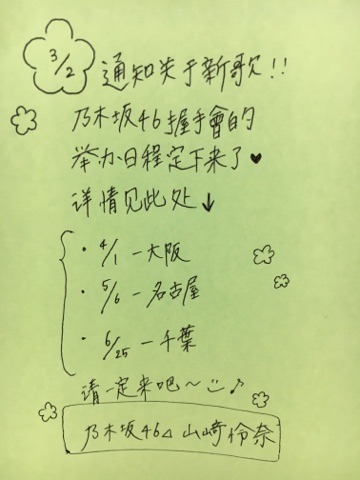 3/2
通知关于新歌!!
乃木坂46握手會的
举办日程定下来了♥
详情见此处↓
・4/1 — 大阪
・5/6 — 名古屋
・6/25 — 千葉
请一定来吧〜☺♪
乃木坂46△ 山崎怜奈